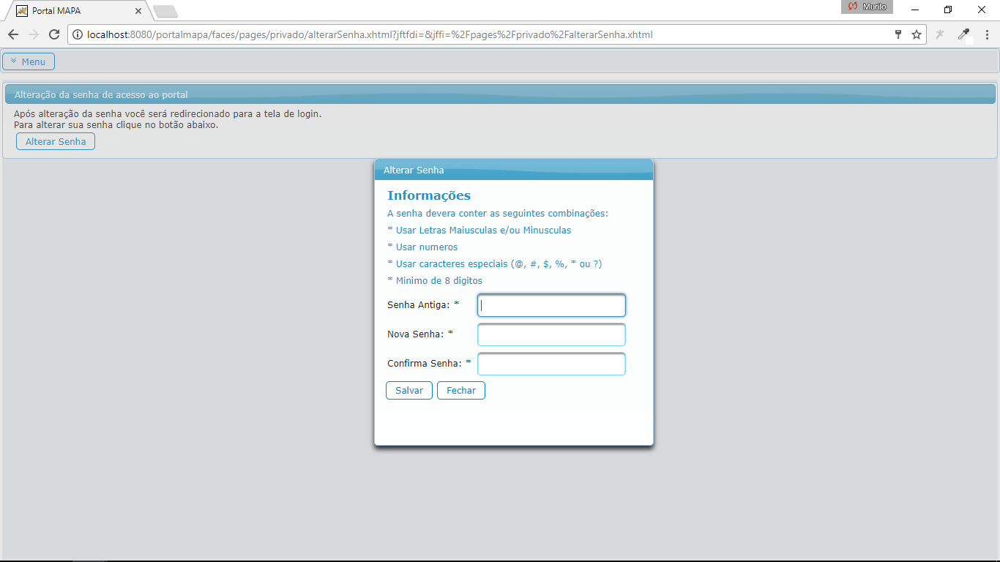 Portal MAPA
Murilo
localhost:8080/portalmapa/faces/pages/privado/alterarSenha.xhtml?jftfdi=&jffi=%2Fpages%2Fprivado%2FalterarSenha.xhtml
Menu
Alteração da senha de acesso ao portal
Após alteração da senha você será redirecionado para a tela de login.
Para alterar sua senha clique no botão abaixo.
Alterar Senha
Alterar Senha
Informações
A senha devera conter as seguintes combinações:
* Usar Letras Maiusculas e/ou Minusculas
* Usar numeros
* Usar caracteres especiais (@, #, $, %, * ou ?)
* Minimo de 8 digitos
Senha Antiga: *
Nova Senha: *
Confirma Senha: *
Salvar Fechar